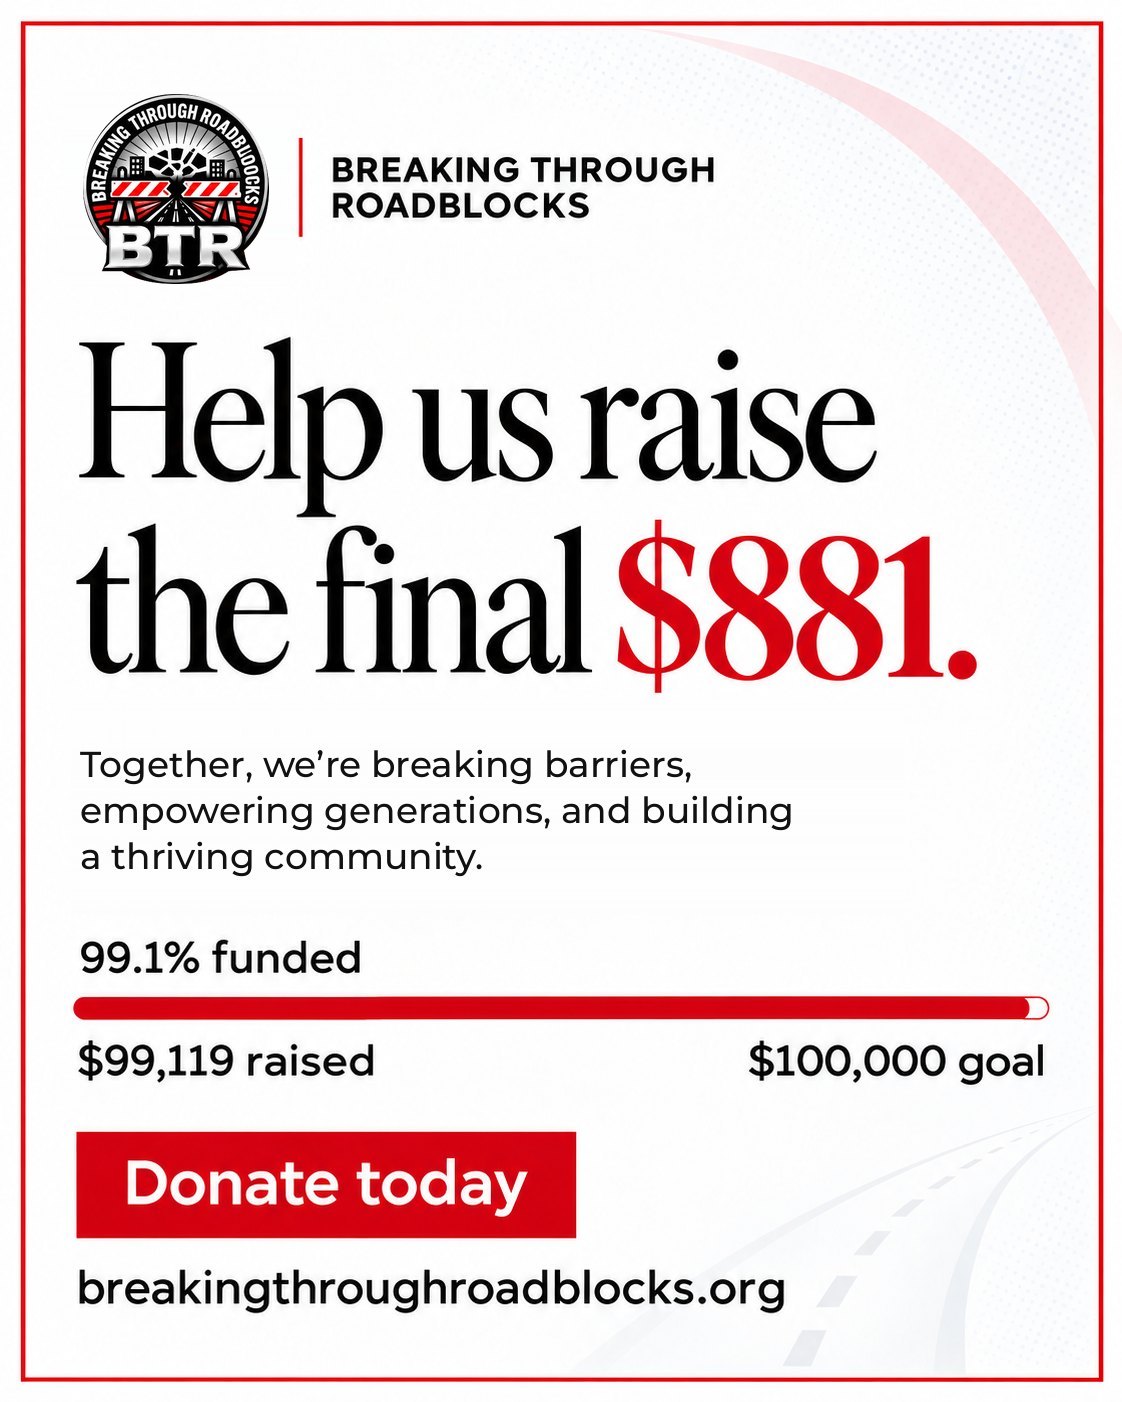 BREAKING THROUGH ROADBUOOCKS
BTR
BREAKING THROUGH
ROADBLOCKS
Help us raise
the final $881.
Together, we’re breaking barriers,
empowering generations, and building
a thriving community.
99.1% funded
$99,119 raised
$100,000 goal
Donate today
breakingthroughroadblocks.org